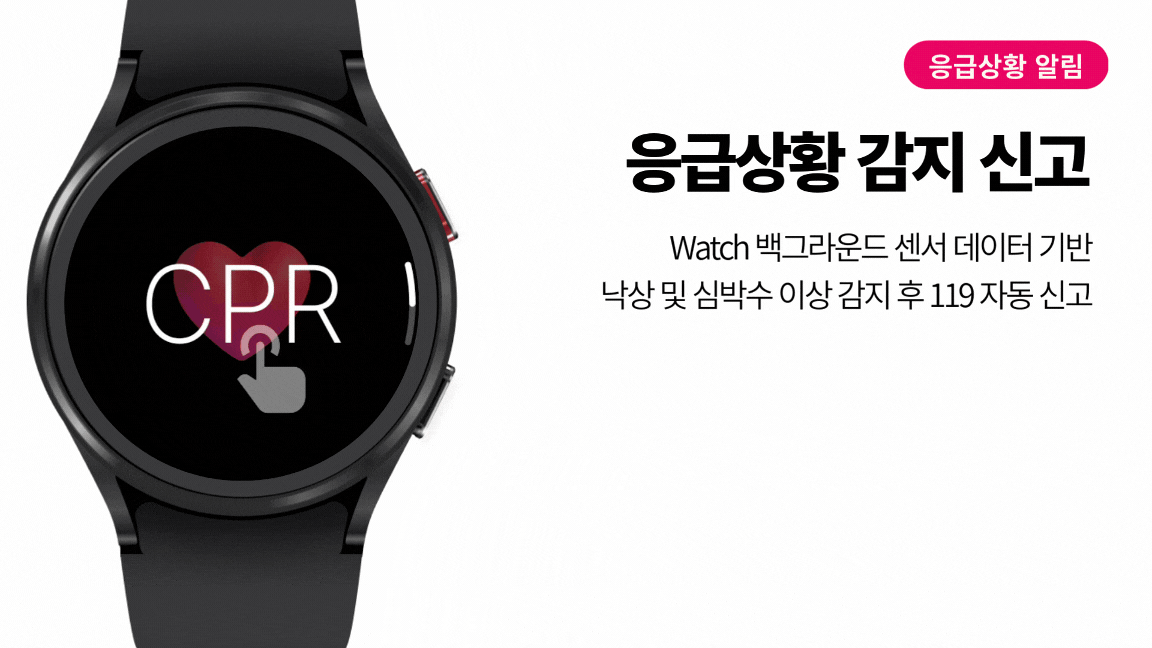 응급상황 알림
응급상황 감지 신고
Watch 백그라운드 센서 데이터 기반
낙상 및 심박수 이상 감지 후 119 자동 신고
CPR